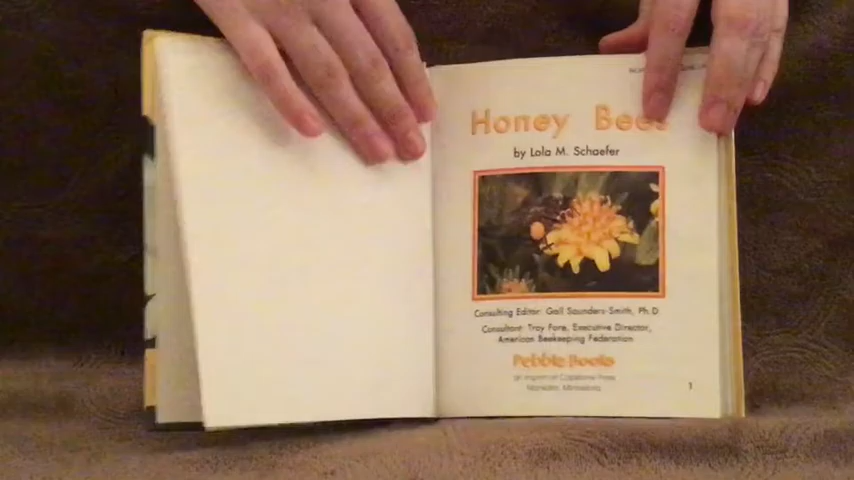 Honey Bees
by Lola M. Schaefer
Consulting Editor: Gail Saunders-Smith, Ph.D.
Consultant: Troy Fore, Executive Director,
American Beekeeping Federation
Pebble Books
an imprint of Capstone Press
Mankato, Minnesota
1